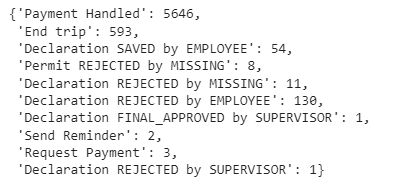 {'Payment Handled': 5646,
'End trip': 593,
'Declaration SAVED by EMPLOYEE': 54,
'Permit REJECTED by MISSING': 8,
'Declaration REJECTED by MISSING': 11,
'Declaration REJECTED by EMPLOYEE': 130,
'Declaration FINAL_APPROVED by SUPERVISOR': 1,
'Send Reminder': 2,
'Request Payment': 3,
'Declaration REJECTED by SUPERVISOR': 1}